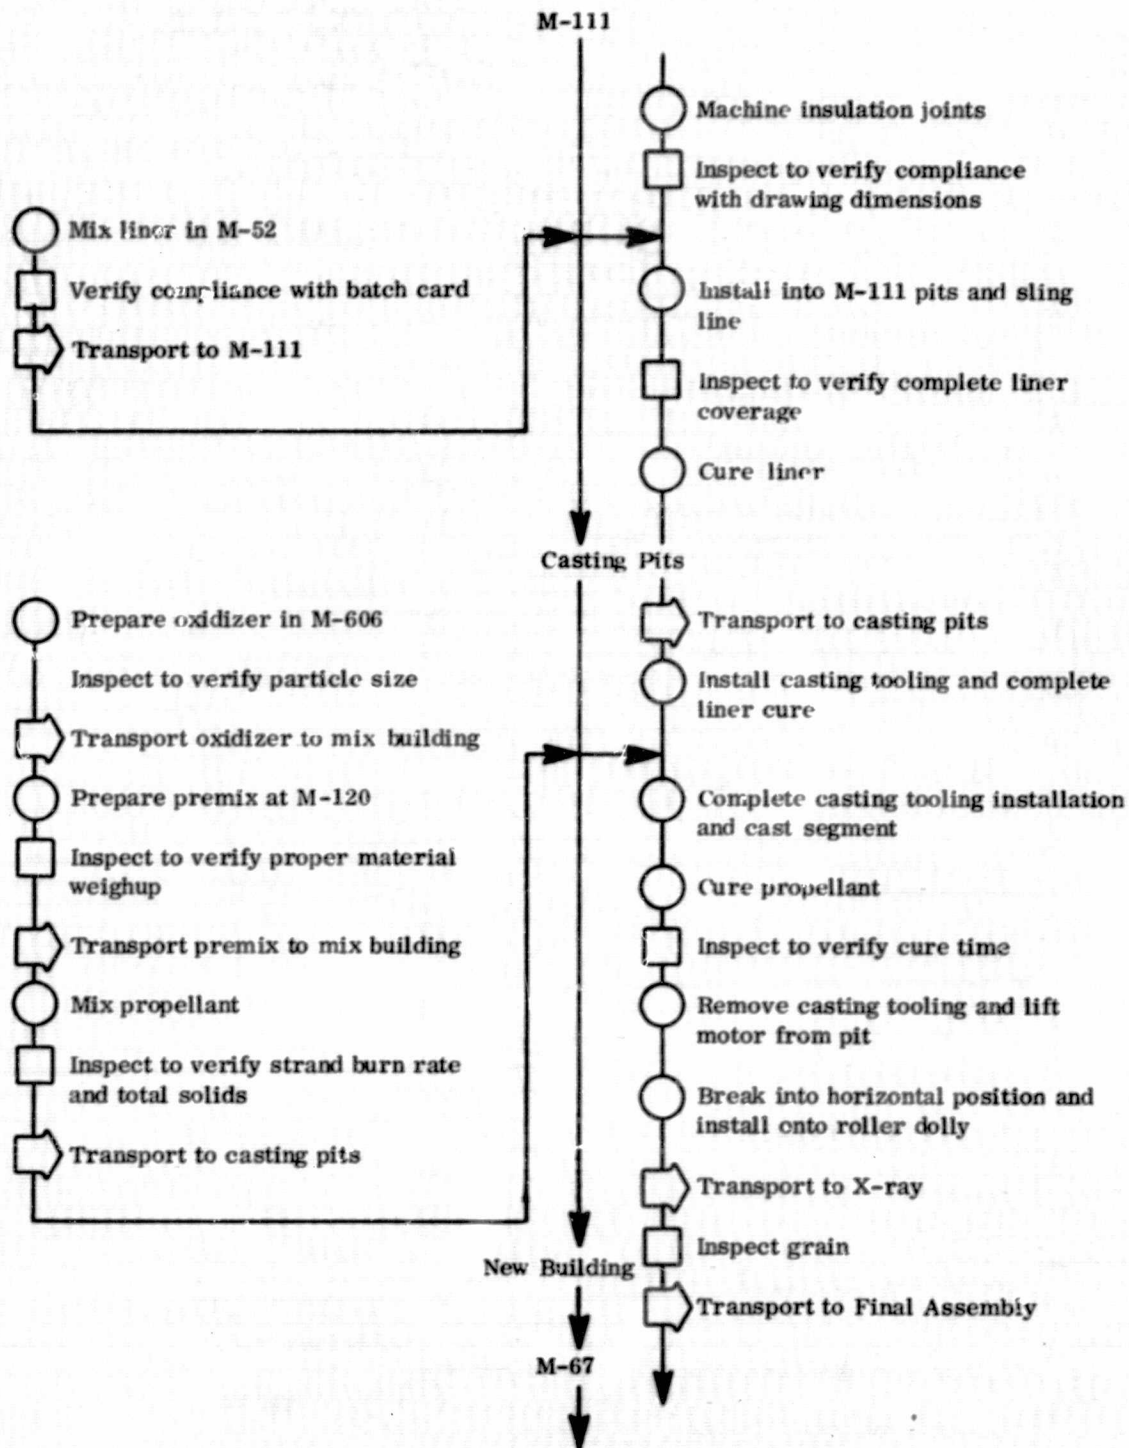 M-111
Machine insulation joints
Inspect to verify compliance
with drawing dimensions
Mix liner in M-52
Verify compliance with batch card
Transport to M-111
Install into M-111 pits and sling
line
Inspect to verify complete liner
coverage
Cure liner
Casting Pits
Prepare oxidizer in M-606
Inspect to verify particle size
Transport oxidizer to mix building
Prepare premix at M-120
Inspect to verify proper material
weighup
Transport premix to mix building
Mix propellant
Inspect to verify strand burn rate
and total solids
Transport to casting pits
Transport to casting pits
Install casting tooling and complete
liner cure
Complete casting tooling installation
and cast segment
Cure propellant
Inspect to verify cure time
Remove casting tooling and lift
motor from pit
Break into horizontal position and
install onto roller dolly
Transport to X-ray
Inspect grain
Transport to Final Assembly
New Building
M-67